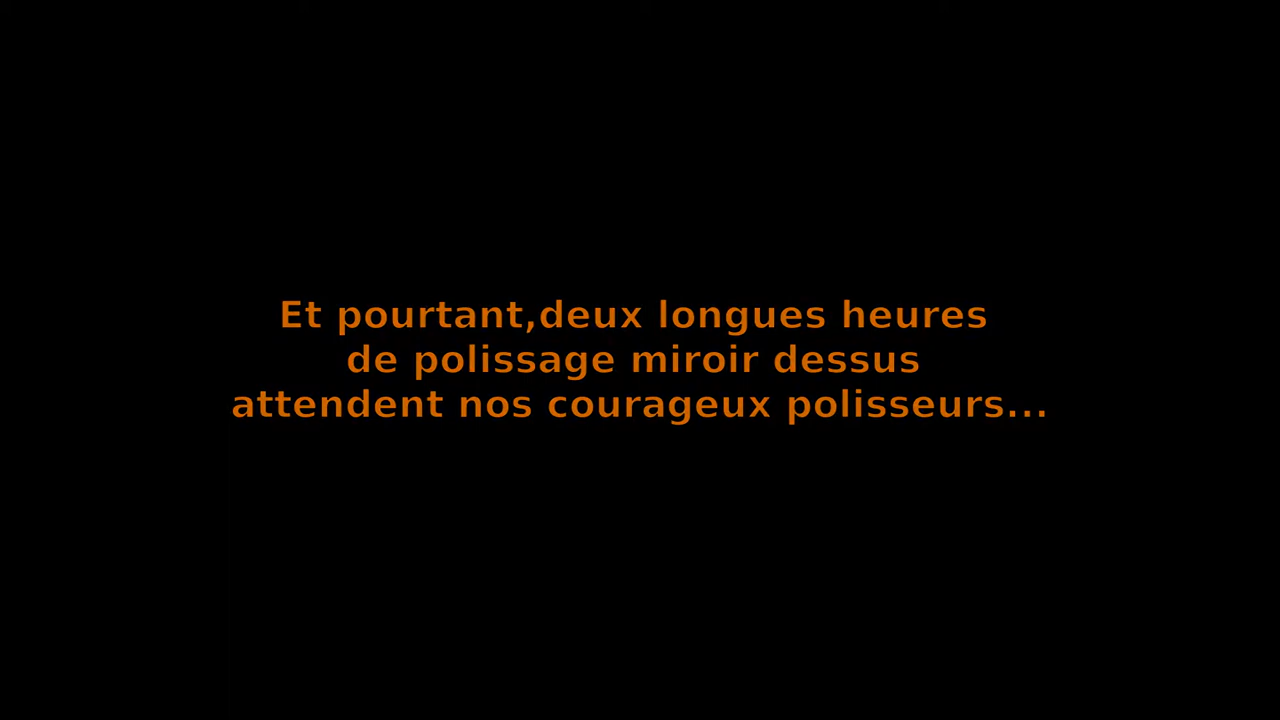 Et pourtant,deux longues heures
de polissage miroir dessus
attendent nos courageux polisseurs...